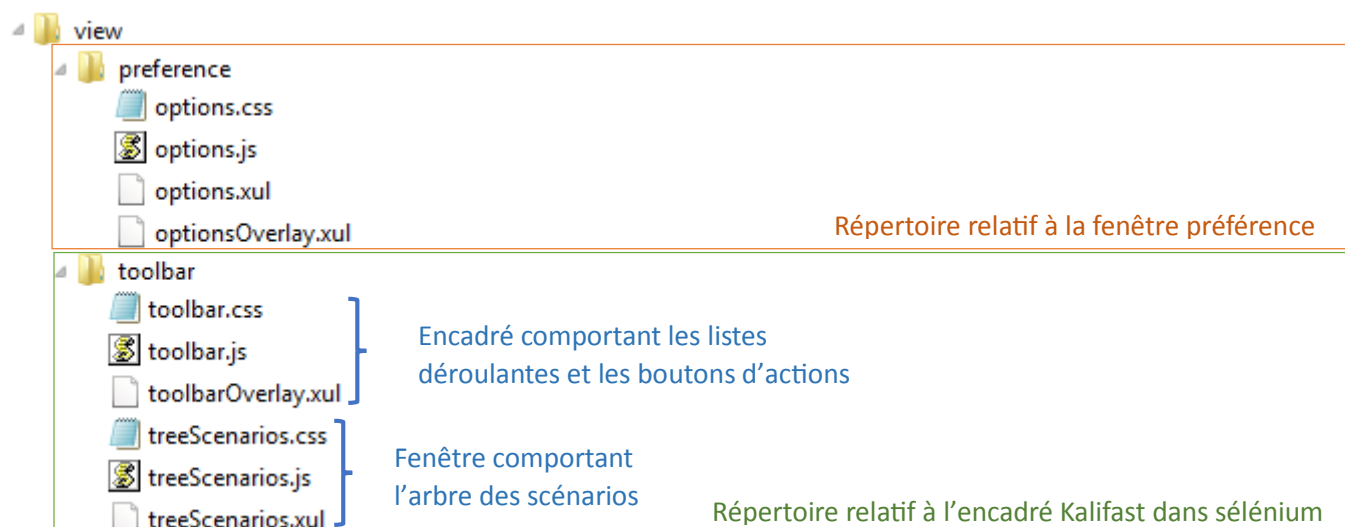 view
preference
options.css
options.js
options.xul
optionsOverlay.xul
Répertoire relatif à la fenêtre préférence
toolbar
toolbar.css
toolbar.js
toolbarOverlay.xul
Encadré comportant les listes
déroulantes et les boutons d’actions
treeScenarios.css
treeScenarios.js
treeScenarios.xul
Fenêtre comportant
l’arbre des scénarios
Répertoire relatif à l’encadré Kalifast dans sélénium